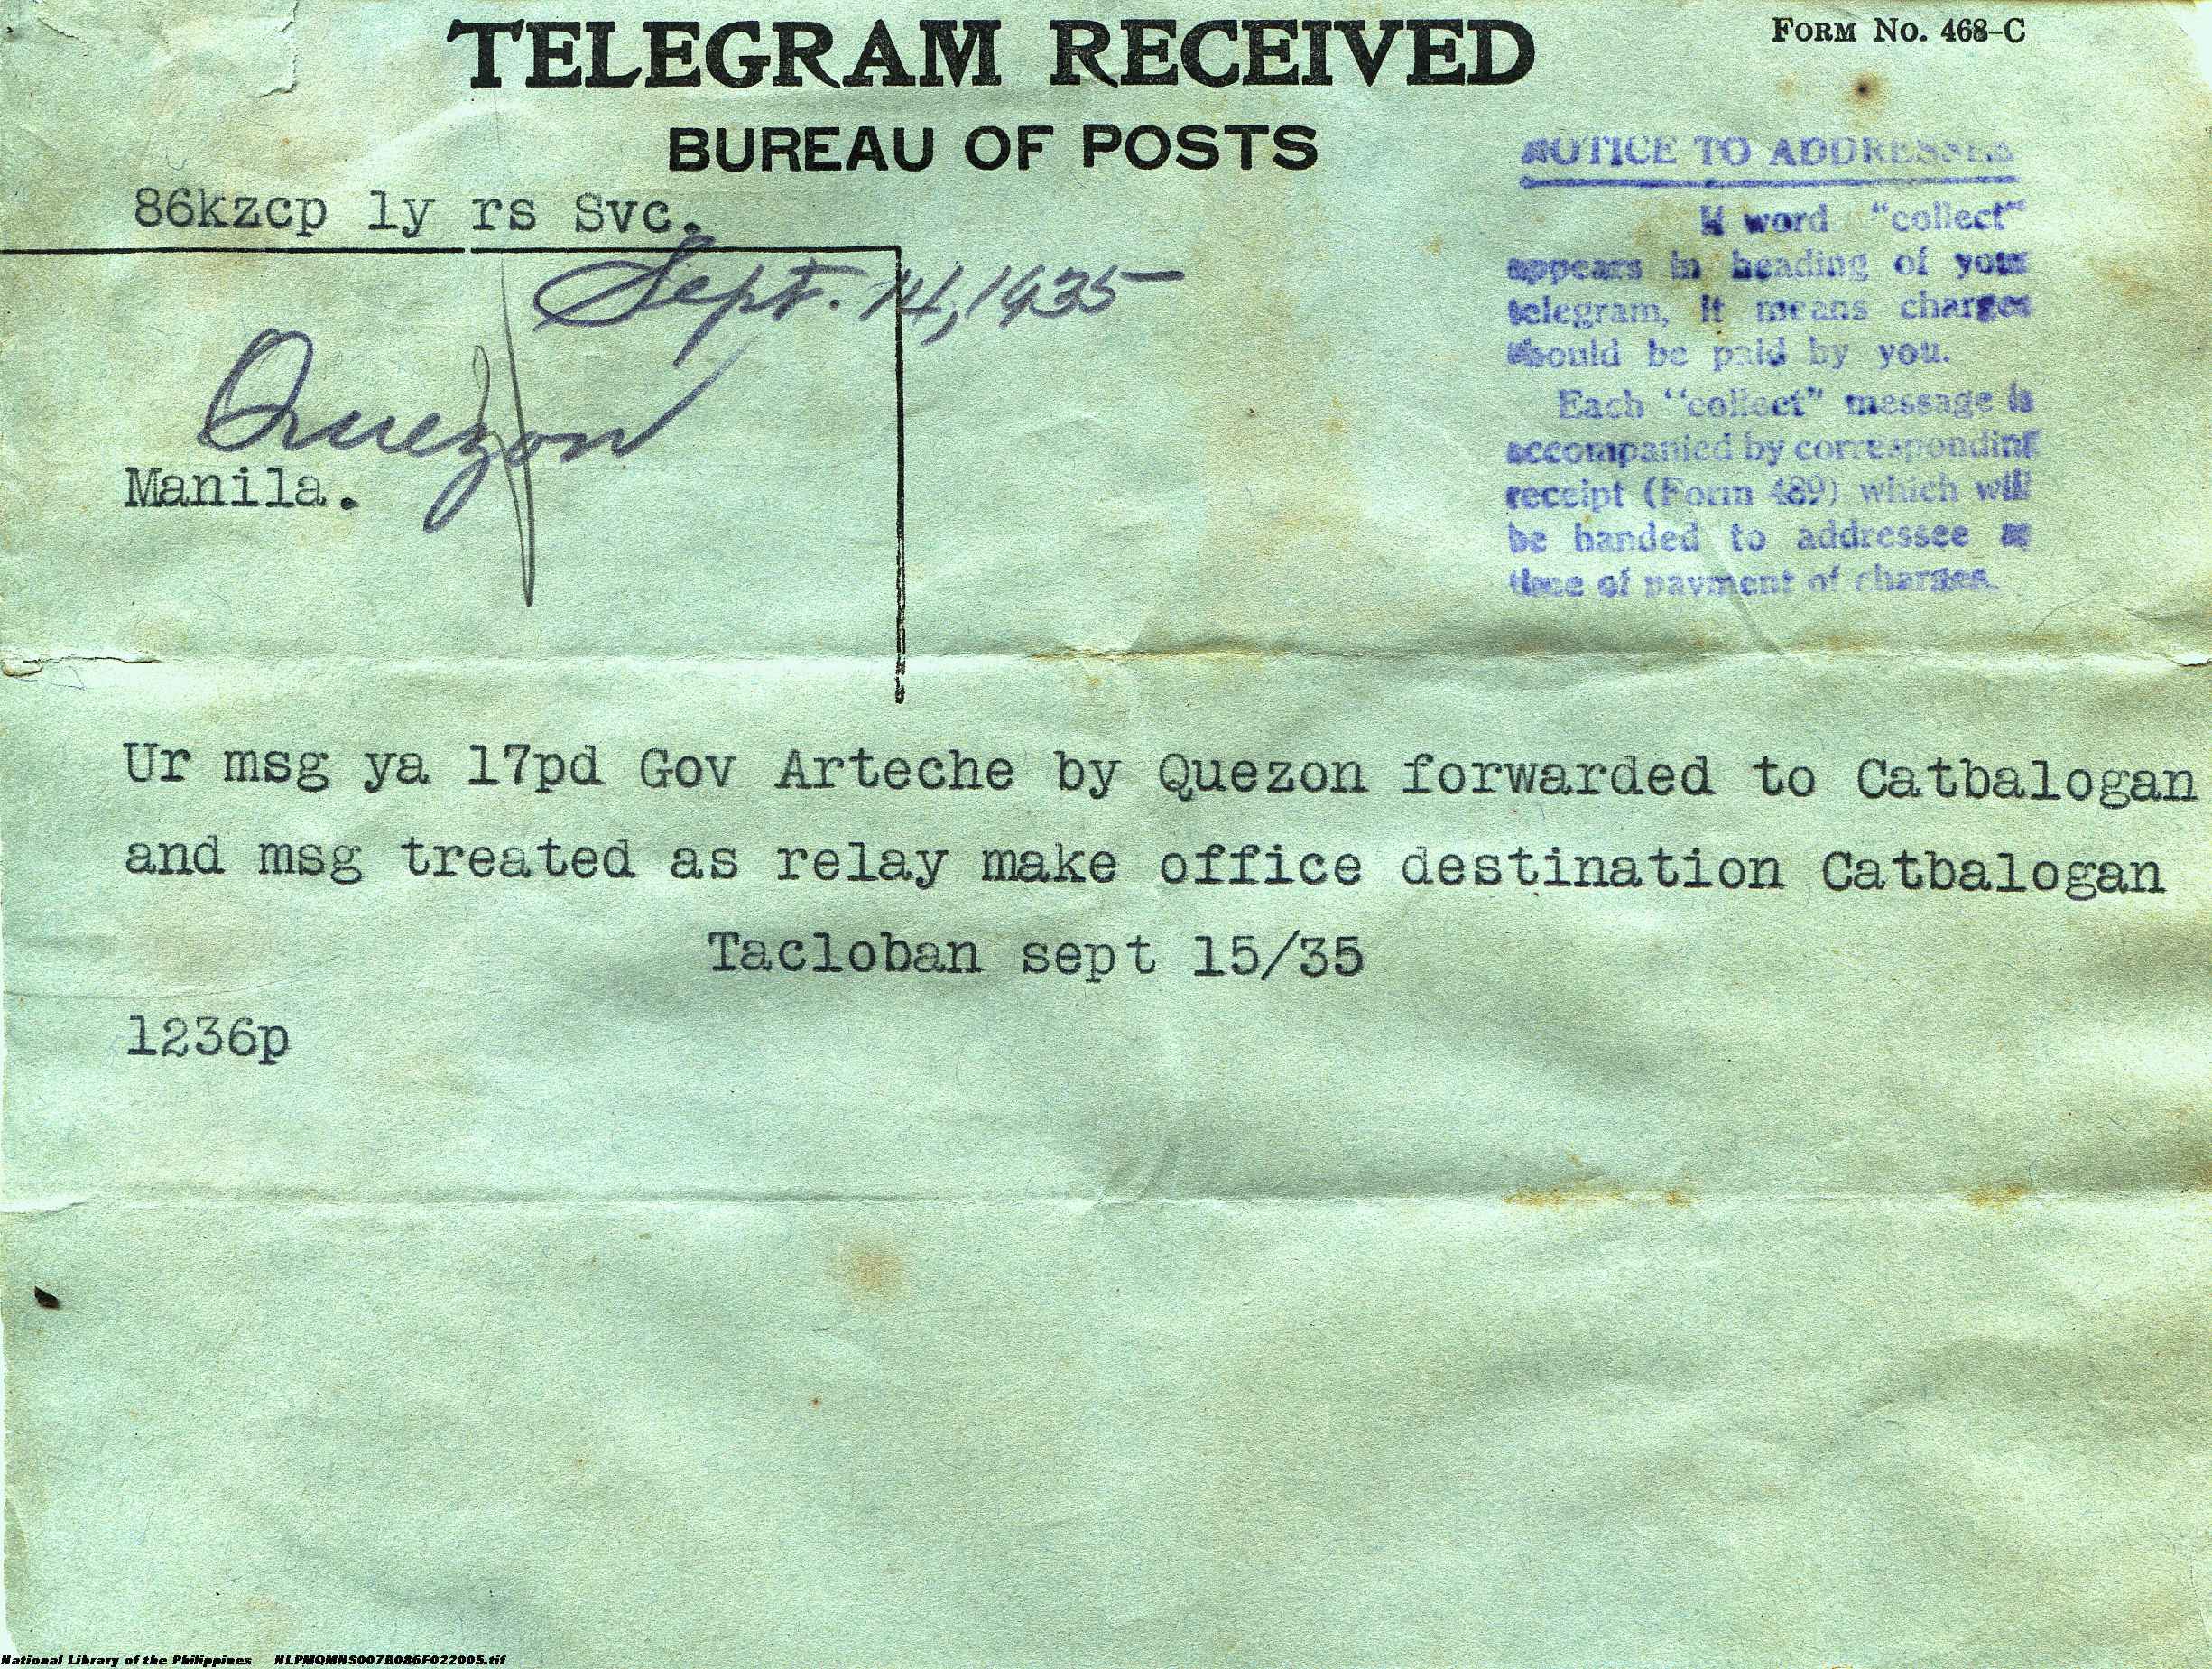 FORM NO. 468-C
TELEGRAM RECEIVED
BUREAU OF POSTS
86kzcp ly rs Svc.
Sept. 14, 1935
Quezon
Manila.
NOTICE TO ADDRESSEE
If word "collect"
appears in heading of your
telegram, it means charges
should be paid by you.
Each "collect" message is
accompanied by corresponding
receipt (Form 489) which will
be handed to addressee at
time of payment of charges.
Ur msg ya 17pd Gov Arteche by Quezon forwarded to Catbalogan
and msg treated as relay make office destination Catbalogan
Tacloban sept 15/35
1236p
National Library of the Philippines NLPMQMNS007B086F022005.tif